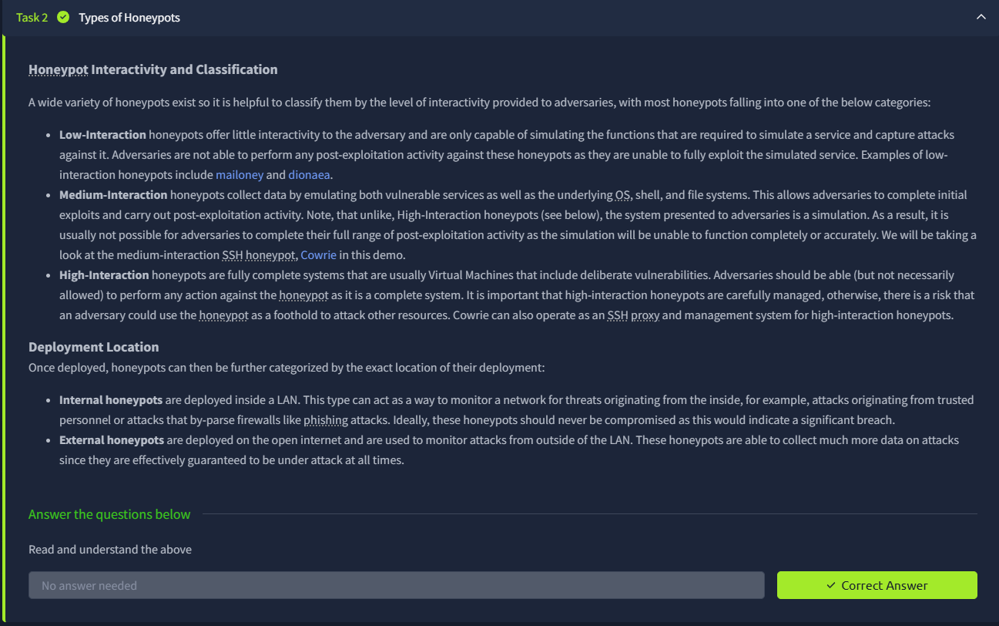 Task 2 Types of Honeypots
Honeypot Interactivity and Classification
A wide variety of honeypots exist so it is helpful to classify them by the level of interactivity provided to adversaries, with most honeypots falling into one of the below categories:
Low-Interaction honeypots offer little interactivity to the adversary and are only capable of simulating the functions that are required to simulate a service and capture attacks
against it. Adversaries are not able to perform any post-exploitation activity against these honeypots as they are unable to fully exploit the simulated service. Examples of low-
interaction honeypots include mailoney and dionaea.
Medium-Interaction honeypots collect data by emulating both vulnerable services as well as the underlying OS, shell, and file systems. This allows adversaries to complete initial
exploits and carry out post-exploitation activity. Note, that unlike, High-Interaction honeypots (see below), the system presented to adversaries is a simulation. As a result, it is
usually not possible for adversaries to complete their full range of post-exploitation activity as the simulation will be unable to function completely or accurately. We will be taking a
look at the medium-interaction SSH honeypot, Cowrie in this demo.
High-Interaction honeypots are fully complete systems that are usually Virtual Machines that include deliberate vulnerabilities. Adversaries should be able (but not necessarily
allowed) to perform any action against the honeypot as it is a complete system. It is important that high-interaction honeypots are carefully managed, otherwise, there is a risk that
an adversary could use the honeypot as a foothold to attack other resources. Cowrie can also operate as an SSH proxy and management system for high-interaction honeypots.
Deployment Location
Once deployed, honeypots can then be further categorized by the exact location of their deployment:
Internal honeypots are deployed inside a LAN. This type can act as a way to monitor a network for threats originating from the inside, for example, attacks originating from trusted
personnel or attacks that by-parse firewalls like phishing attacks. Ideally, these honeypots should never be compromised as this would indicate a significant breach.
External honeypots are deployed on the open internet and are used to monitor attacks from outside of the LAN. These honeypots are able to collect much more data on attacks
since they are effectively guaranteed to be under attack at all times.
Answer the questions below
Read and understand the above
No answer needed
Correct Answer